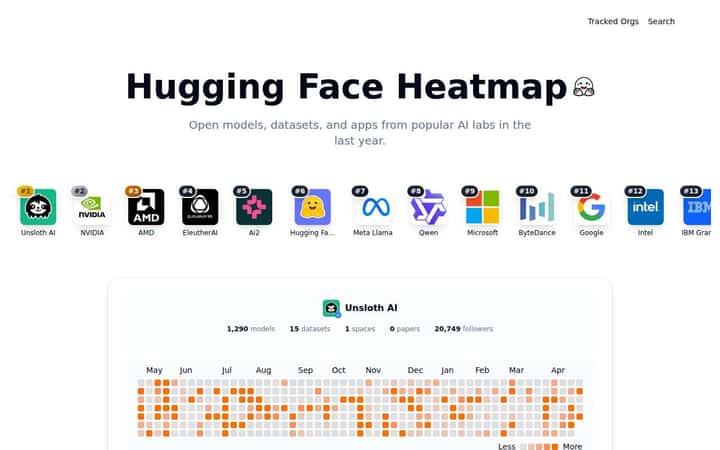 Tracked Orgs Search
Hugging Face Heatmap
Open models, datasets, and apps from popular AI labs in the
last year.
#1 #2 #3 #4 #5 #6 #7 #8 #9 #10 #11 #12 #13
NVIDIA AMD ELEUTHERAI intel IBM
Unsloth AI NVIDIA AMD EleutherAI Ai2 Hugging Fa... Meta Llama Qwen Microsoft ByteDance Google Intel IBM Gran
Unsloth AI
1,290 models 15 datasets 1 spaces 0 papers 20,749 followers
May Jun Jul Aug Sep Oct Nov Dec Jan Feb Mar Apr
Less More